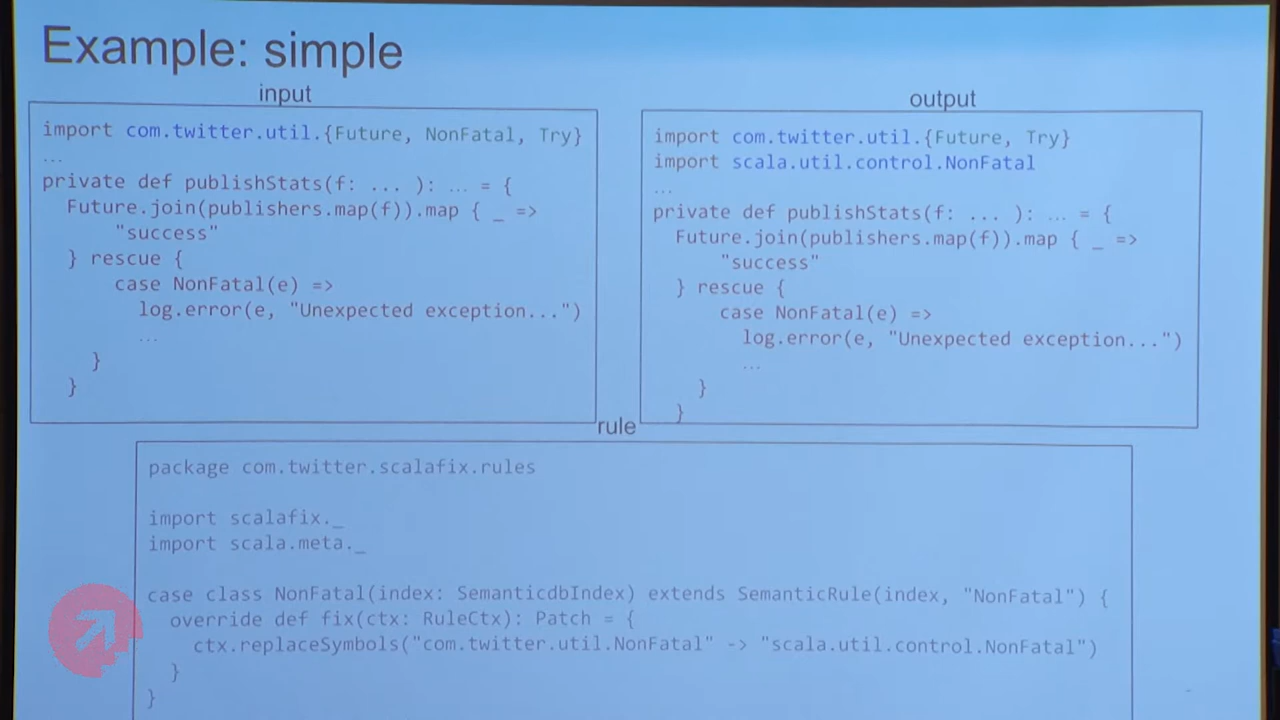 Example: simple
input
import com.twitter.util.{Future, NonFatal, Try}
...
private def publishStats(f: ... ): ... = {
  Future.join(publishers.map(f)).map { _ =>
      "success"
  } rescue {
      case NonFatal(e) =>
        log.error(e, "Unexpected exception...")
        ...
    }
  }
output
import com.twitter.util.{Future, Try}
import scala.util.control.NonFatal
...
private def publishStats(f: ... ): ... = {
  Future.join(publishers.map(f)).map { _ =>
      "success"
  } rescue {
      case NonFatal(e) =>
        log.error(e, "Unexpected exception...")
        ...
    }
  }
rule
package com.twitter.scalafix.rules
import scalafix._
import scala.meta._
case class NonFatal(index: SemanticdbIndex) extends SemanticRule(index, "NonFatal") {
  override def fix(ctx: RuleCtx): Patch = {
    ctx.replaceSymbols("com.twitter.util.NonFatal" -> "scala.util.control.NonFatal")
  }
}